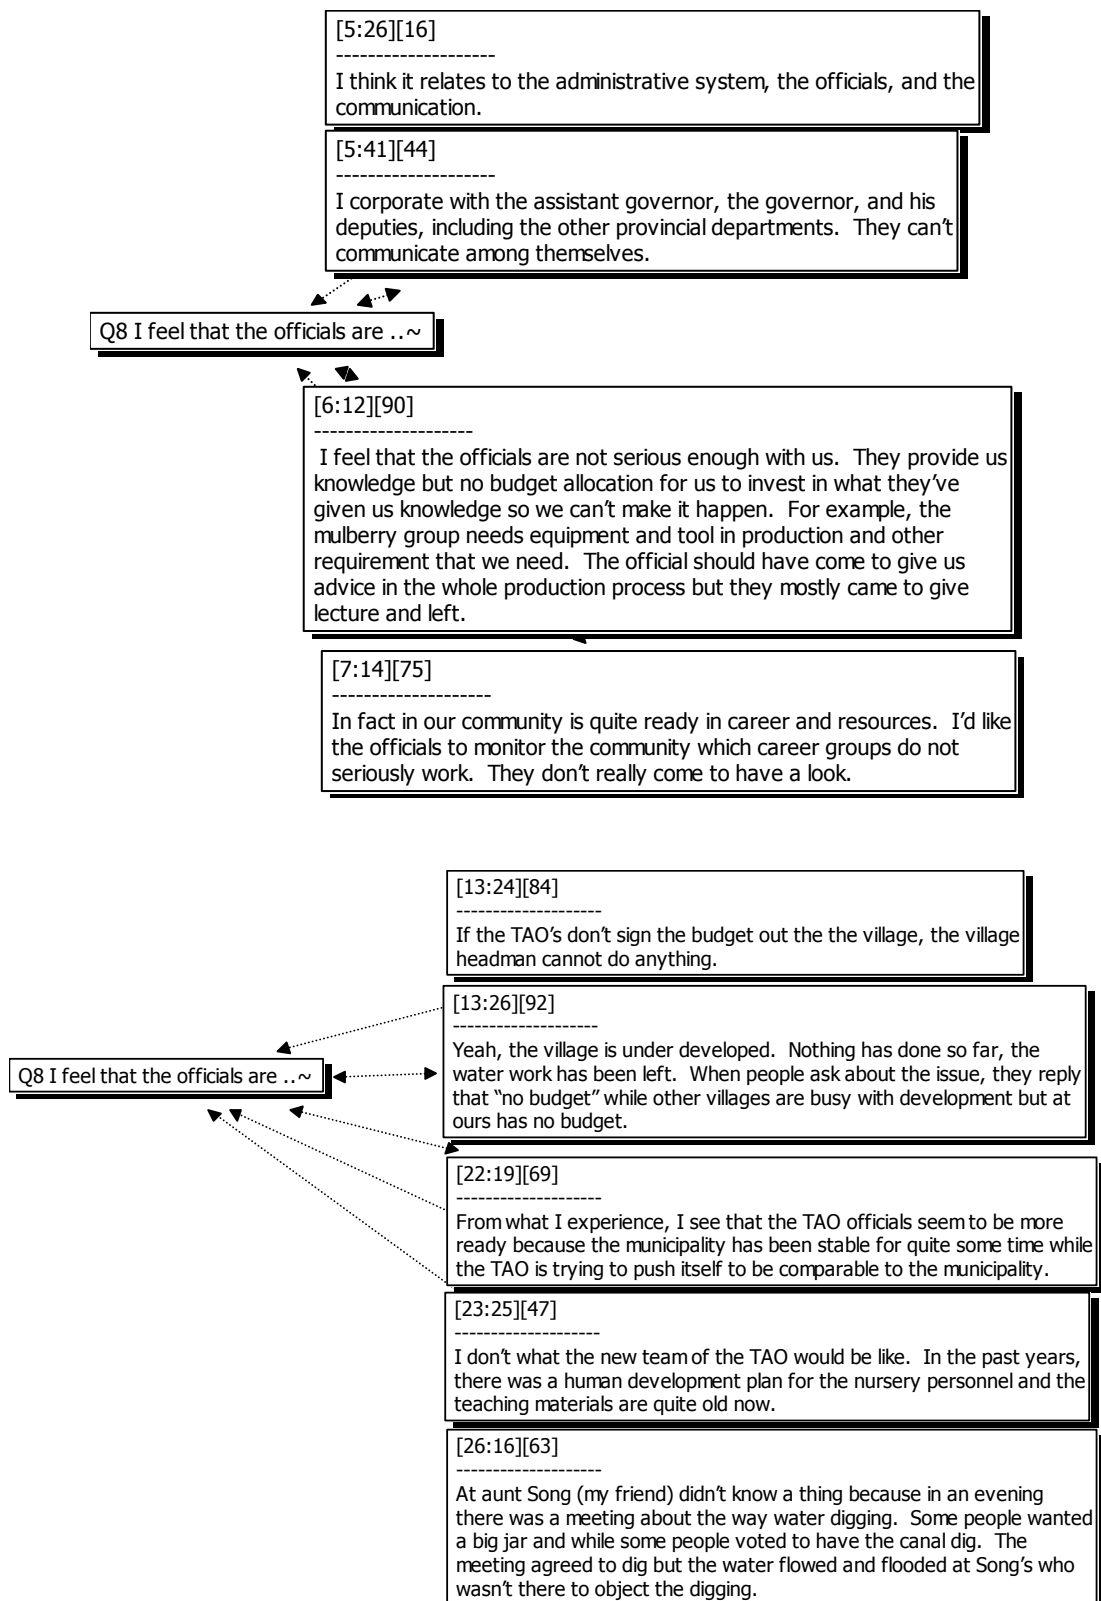 [5:26][16]
--------------------
I think it relates to the administrative system, the officials, and the
communication.
[5:41][44]
--------------------
I corporate with the assistant governor, the governor, and his
deputies, including the other provincial departments.  They can't
communicate among themselves.
Q8 I feel that the officials are ..~
[6:12][90]
--------------------
I feel that the officials are not serious enough with us.  They provide us
knowledge but no budget allocation for us to invest in what they've
given us knowledge so we can't make it happen.  For example, the
mulberry group needs equipment and tool in production and other
requirement that we need.  The official should have come to give us
advice in the whole production process but they mostly came to give
lecture and left.
[7:14][75]
--------------------
In fact in our community is quite ready in career and resources.  I'd like
the officials to monitor the community which career groups do not
seriously work.  They don't really come to have a look.
[13:24][84]
--------------------
If the TAO's don't sign the budget out the the village, the village
headman cannot do anything.
[13:26][92]
--------------------
Yeah, the village is under developed.  Nothing has done so far, the
water work has been left.  When people ask about the issue, they reply
that "no budget" while other villages are busy with development but at
ours has no budget.
Q8 I feel that the officials are ..~
[22:19][69]
--------------------
From what I experience, I see that the TAO officials seem to be more
ready because the municipality has been stable for quite some time while
the TAO is trying to push itself to be comparable to the municipality.
[23:25][47]
--------------------
I don't what the new team of the TAO would be like.  In the past years,
there was a human development plan for the nursery personnel and the
teaching materials are quite old now.
[26:16][63]
--------------------
At aunt Song (my friend) didn't know a thing because in an evening
there was a meeting about the way water digging.  Some people wanted
a big jar and while some people voted to have the canal dig.  The
meeting agreed to dig but the water flowed and flooded at Song's who
wasn't there to object the digging.